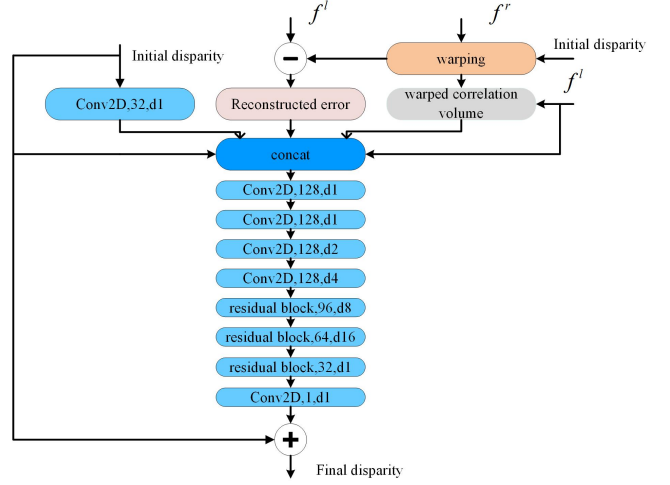 f^l
f^r
Initial disparity
Initial disparity
−
warping
f^l
Conv2D,32,d1
Reconstructed error
warped correlation
volume
concat
Conv2D,128,d1
Conv2D,128,d1
Conv2D,128,d2
Conv2D,128,d4
residual block,96,d8
residual block,64,d16
residual block,32,d1
Conv2D,1,d1
+
Final disparity